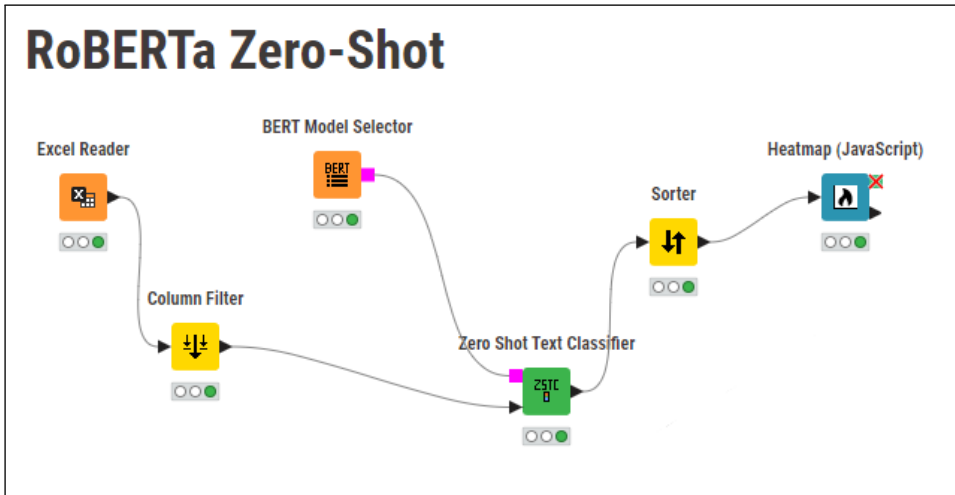 RoBERTa Zero-Shot
BERT Model Selector
Excel Reader
Heatmap (JavaScript)
BERT
Sorter
X
Column Filter
Zero Shot Text Classifier
ZSTC
0